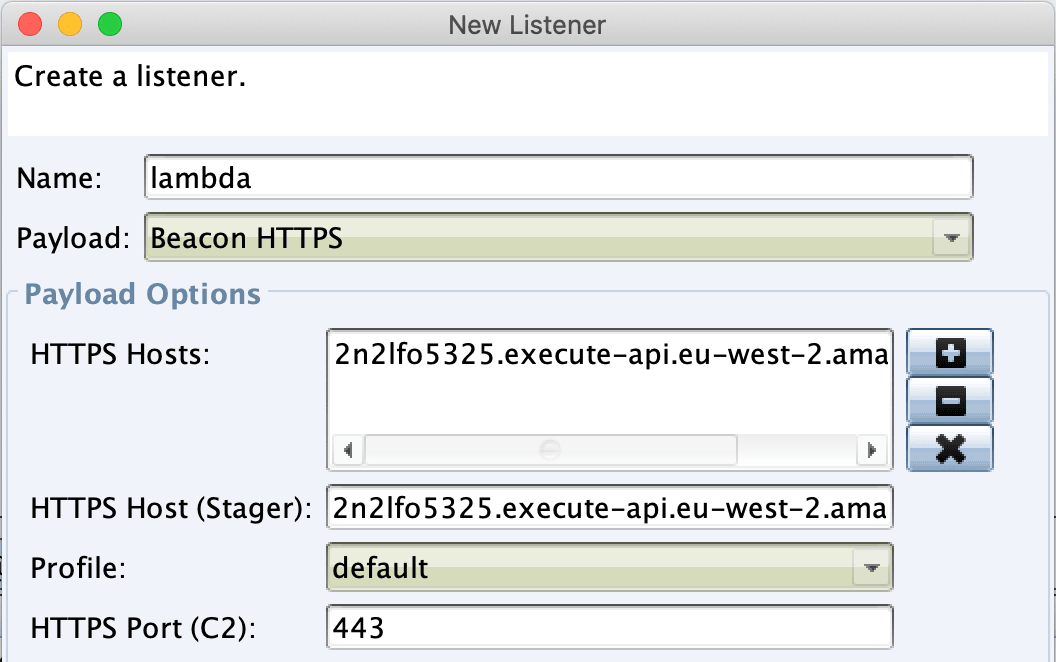 New Listener
Create a listener.
Name: lambda
Payload: Beacon HTTPS
Payload Options
HTTPS Hosts: 2n2lfo5325.execute-api.eu-west-2.ama
HTTPS Host (Stager): 2n2lfo5325.execute-api.eu-west-2.ama
Profile: default
HTTPS Port (C2): 443